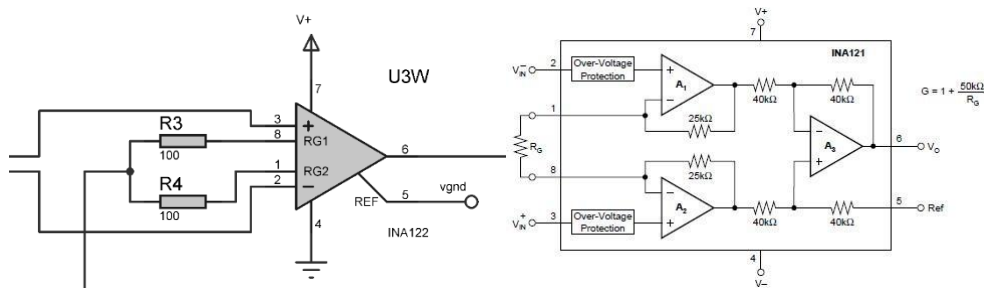 V+
U3W
7
R3
100
3
+
8
RG1
R4
100
1
RG2
2
−
6
REF
5
vgnd
4
INA122
V+
7
INA121
V−IN
2
Over-Voltage
Protection
+
A1
−
40kΩ
40kΩ
G = 1 + 50kΩ
RG
1
25kΩ
RG
−
A3
+
6
VO
8
25kΩ
−
A2
+
V+IN
3
Over-Voltage
Protection
40kΩ
40kΩ
5
Ref
4
V−